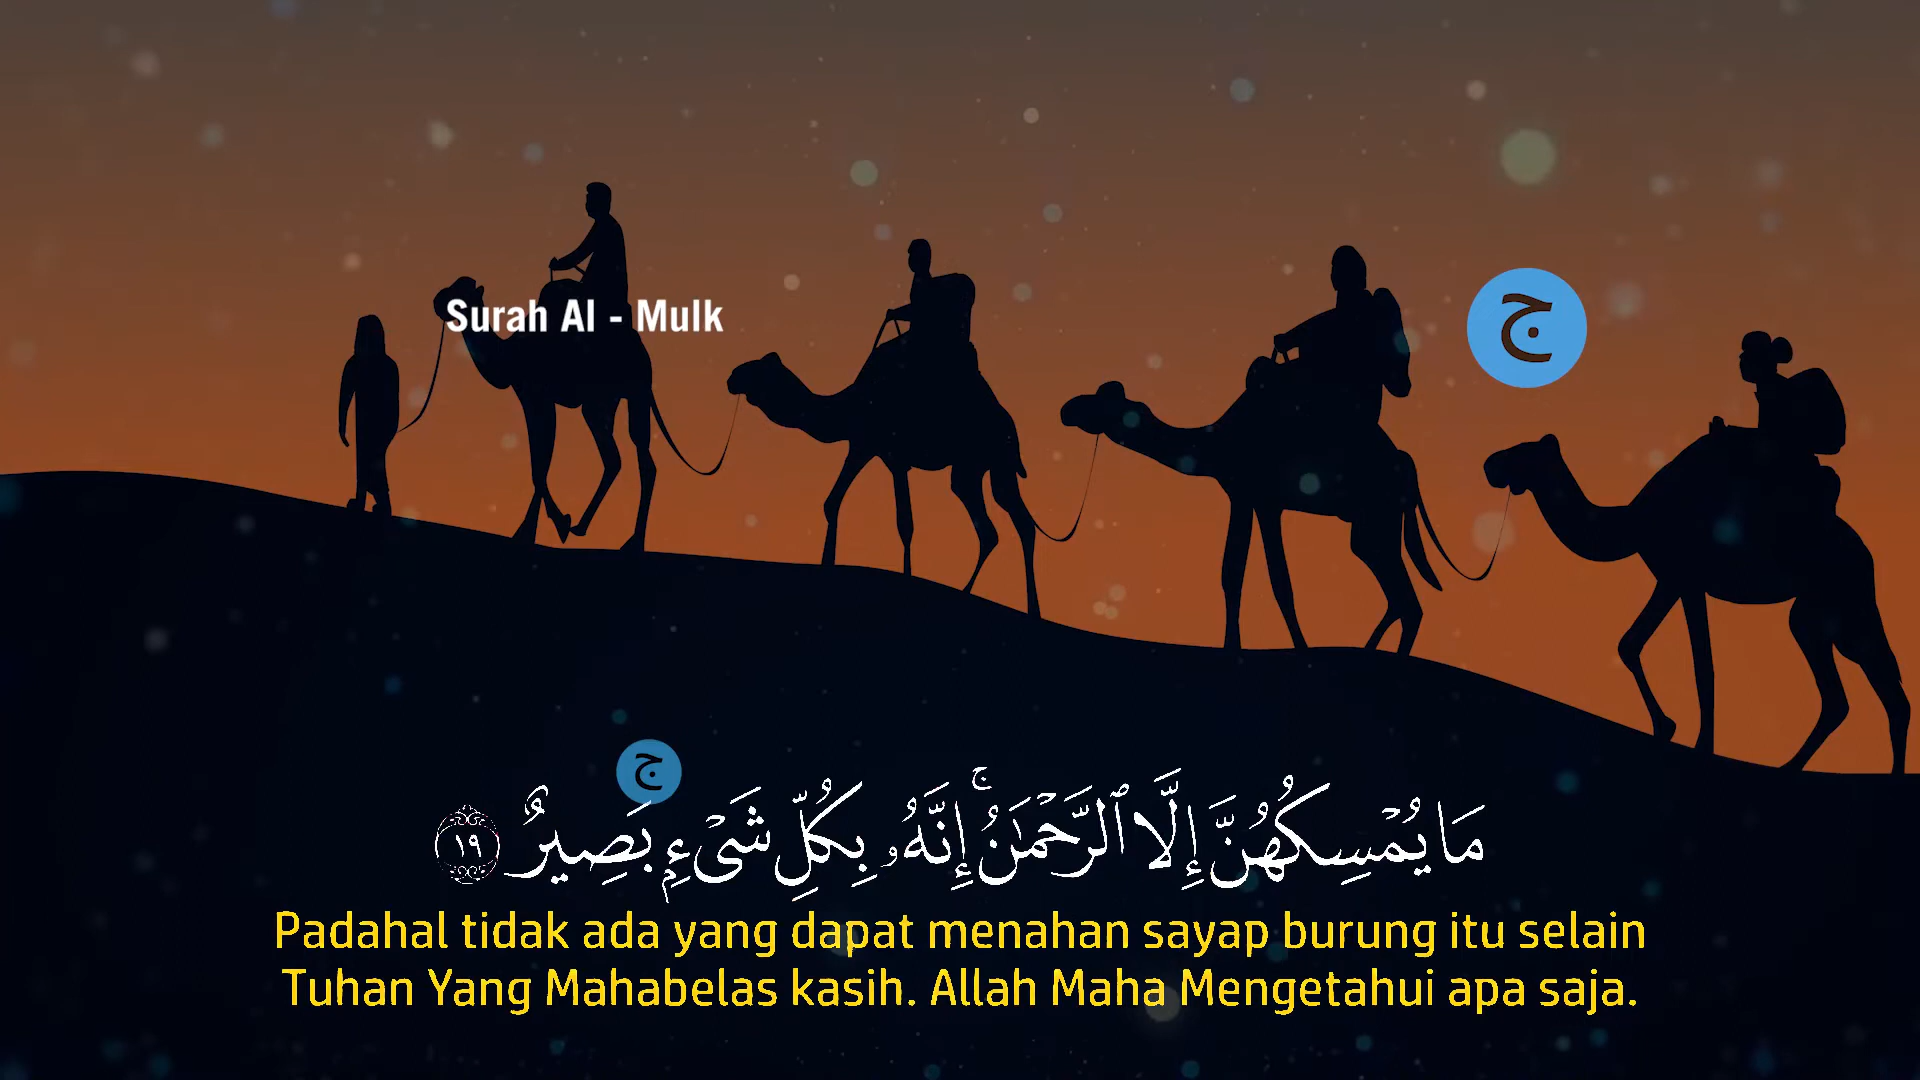 Surah Al - Mulk
ج
ج
مَا يُمْسِكُهُنَّ إِلَّا ٱلرَّحْمَـٰنُ ۚ إِنَّهُۥ بِكُلِّ شَىْءٍۭ بَصِيرٌ ١٩
Padahal tidak ada yang dapat menahan sayap burung itu selain
Tuhan Yang Mahabelas kasih. Allah Maha Mengetahui apa saja.